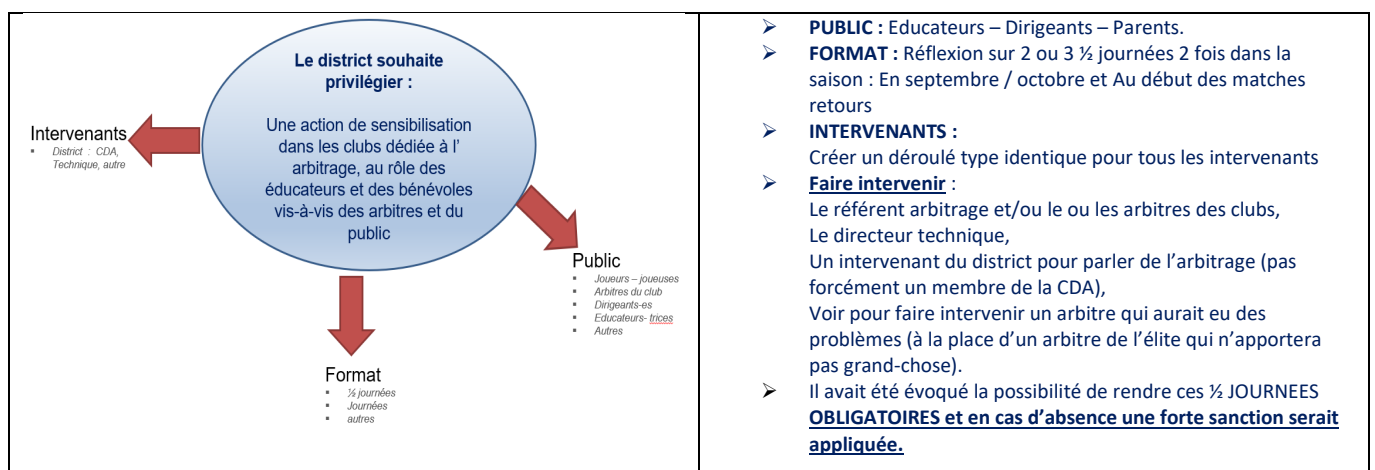 Le district souhaite
privilégier :
Une action de sensibilisation
dans les clubs dédiée à l'
arbitrage, au rôle des
éducateurs et des bénévoles
vis-à-vis des arbitres et du
public
Intervenants
▪ District : CDA,
Technique, autre
Public
▪ Joueurs – joueuses
▪ Arbitres du club
▪ Dirigeants-es
▪ Educateurs- trices
▪ Autres
Format
▪ ½ journées
▪ Journées
▪ autres
➢ PUBLIC : Educateurs – Dirigeants – Parents.
➢ FORMAT : Réflexion sur 2 ou 3 ½ journées 2 fois dans la
saison : En septembre / octobre et Au début des matches
retours
➢ INTERVENANTS :
Créer un déroulé type identique pour tous les intervenants
➢ Faire intervenir :
Le référent arbitrage et/ou le ou les arbitres des clubs,
Le directeur technique,
Un intervenant du district pour parler de l'arbitrage (pas
forcément un membre de la CDA),
Voir pour faire intervenir un arbitre qui aurait eu des
problèmes (à la place d'un arbitre de l'élite qui n'apportera
pas grand-chose).
➢ Il avait été évoqué la possibilité de rendre ces ½ JOURNEES
OBLIGATOIRES et en cas d'absence une forte sanction serait
appliquée.